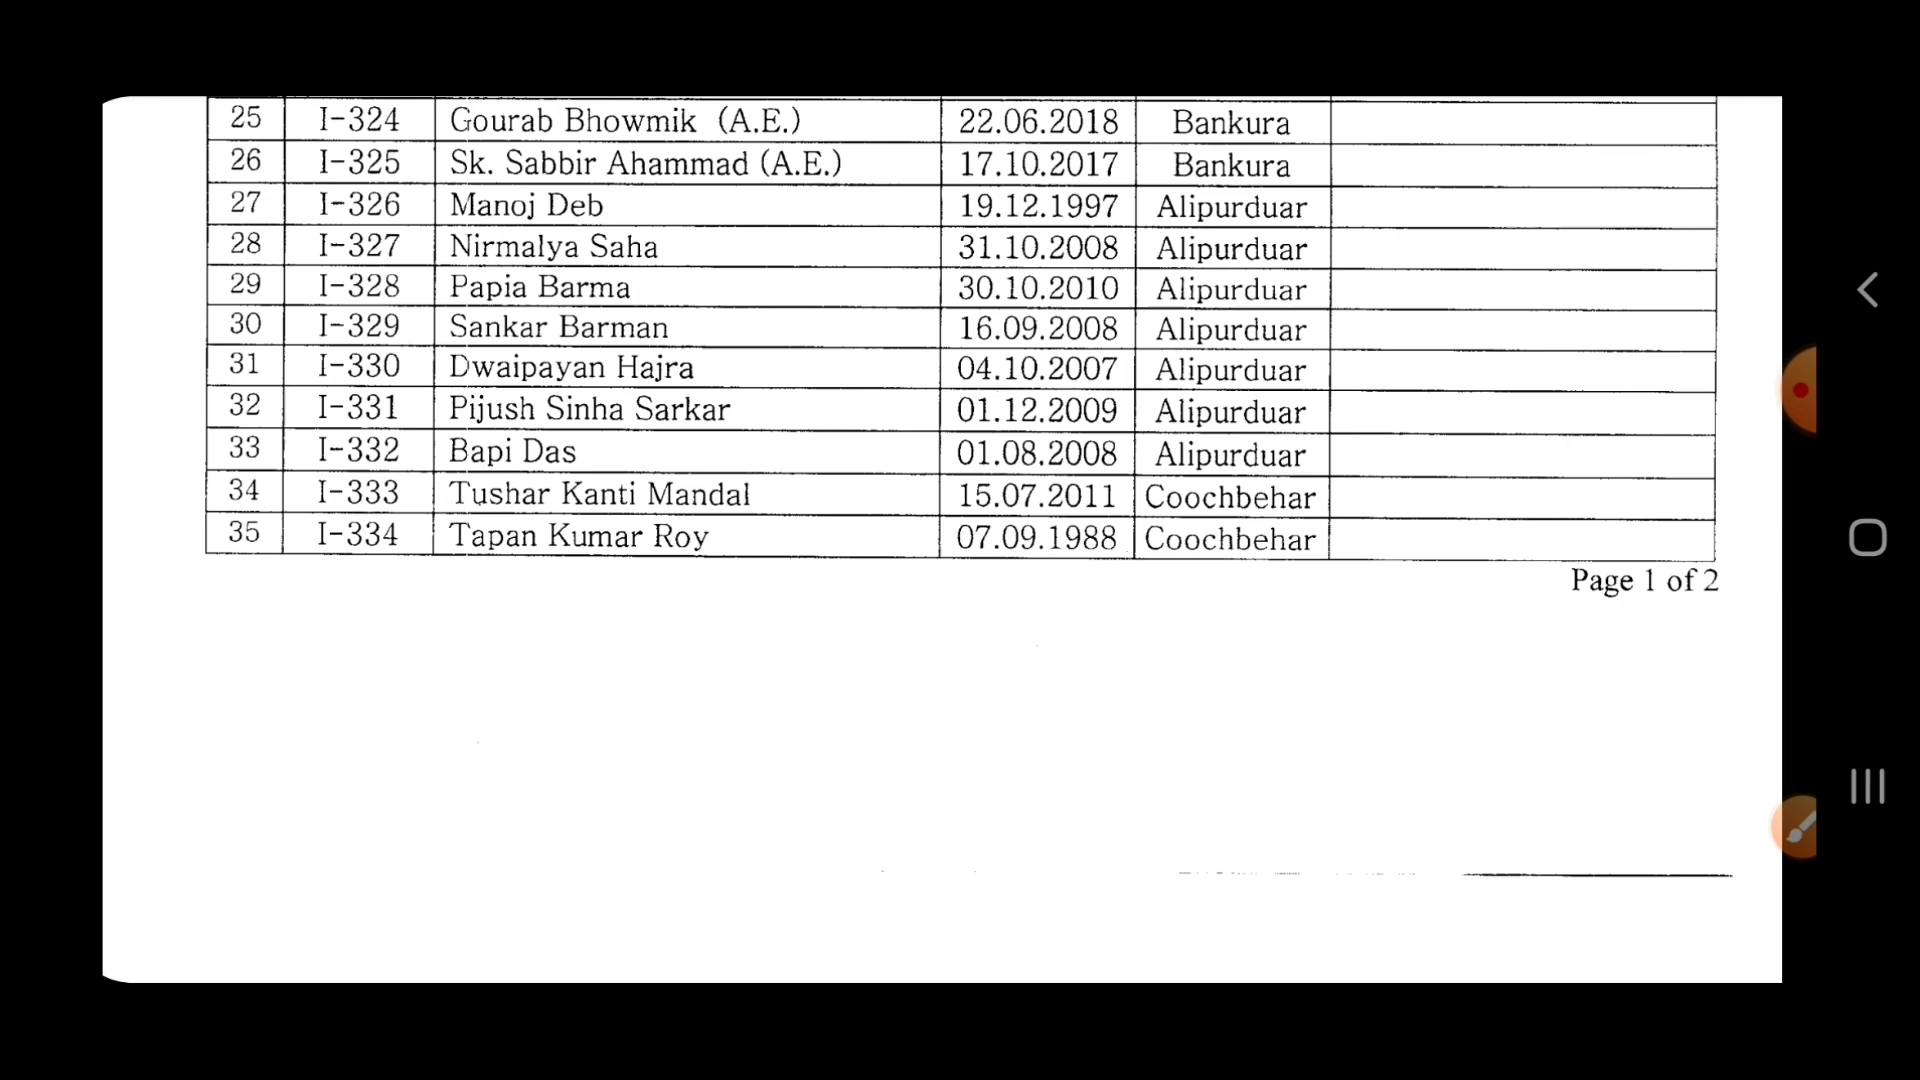 25 I-324 Gourab Bhowmik (A.E.) 22.06.2018 Bankura
26 I-325 Sk. Sabbir Ahammad (A.E.) 17.10.2017 Bankura
27 I-326 Manoj Deb 19.12.1997 Alipurduar
28 I-327 Nirmalya Saha 31.10.2008 Alipurduar
29 I-328 Papia Barma 30.10.2010 Alipurduar
30 I-329 Sankar Barman 16.09.2008 Alipurduar
31 I-330 Dwaipayan Hajra 04.10.2007 Alipurduar
32 I-331 Pijush Sinha Sarkar 01.12.2009 Alipurduar
33 I-332 Bapi Das 01.08.2008 Alipurduar
34 I-333 Tushar Kanti Mandal 15.07.2011 Coochbehar
35 I-334 Tapan Kumar Roy 07.09.1988 Coochbehar
Page 1 of 2